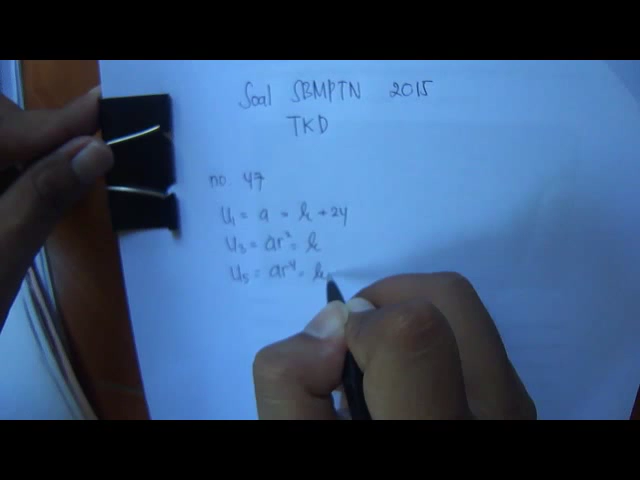 Soal SBMPTN 2015
TKD
no 47
U₁ = a = k + 24
U₃ = ar² = k
U₅ = ar⁴ = k